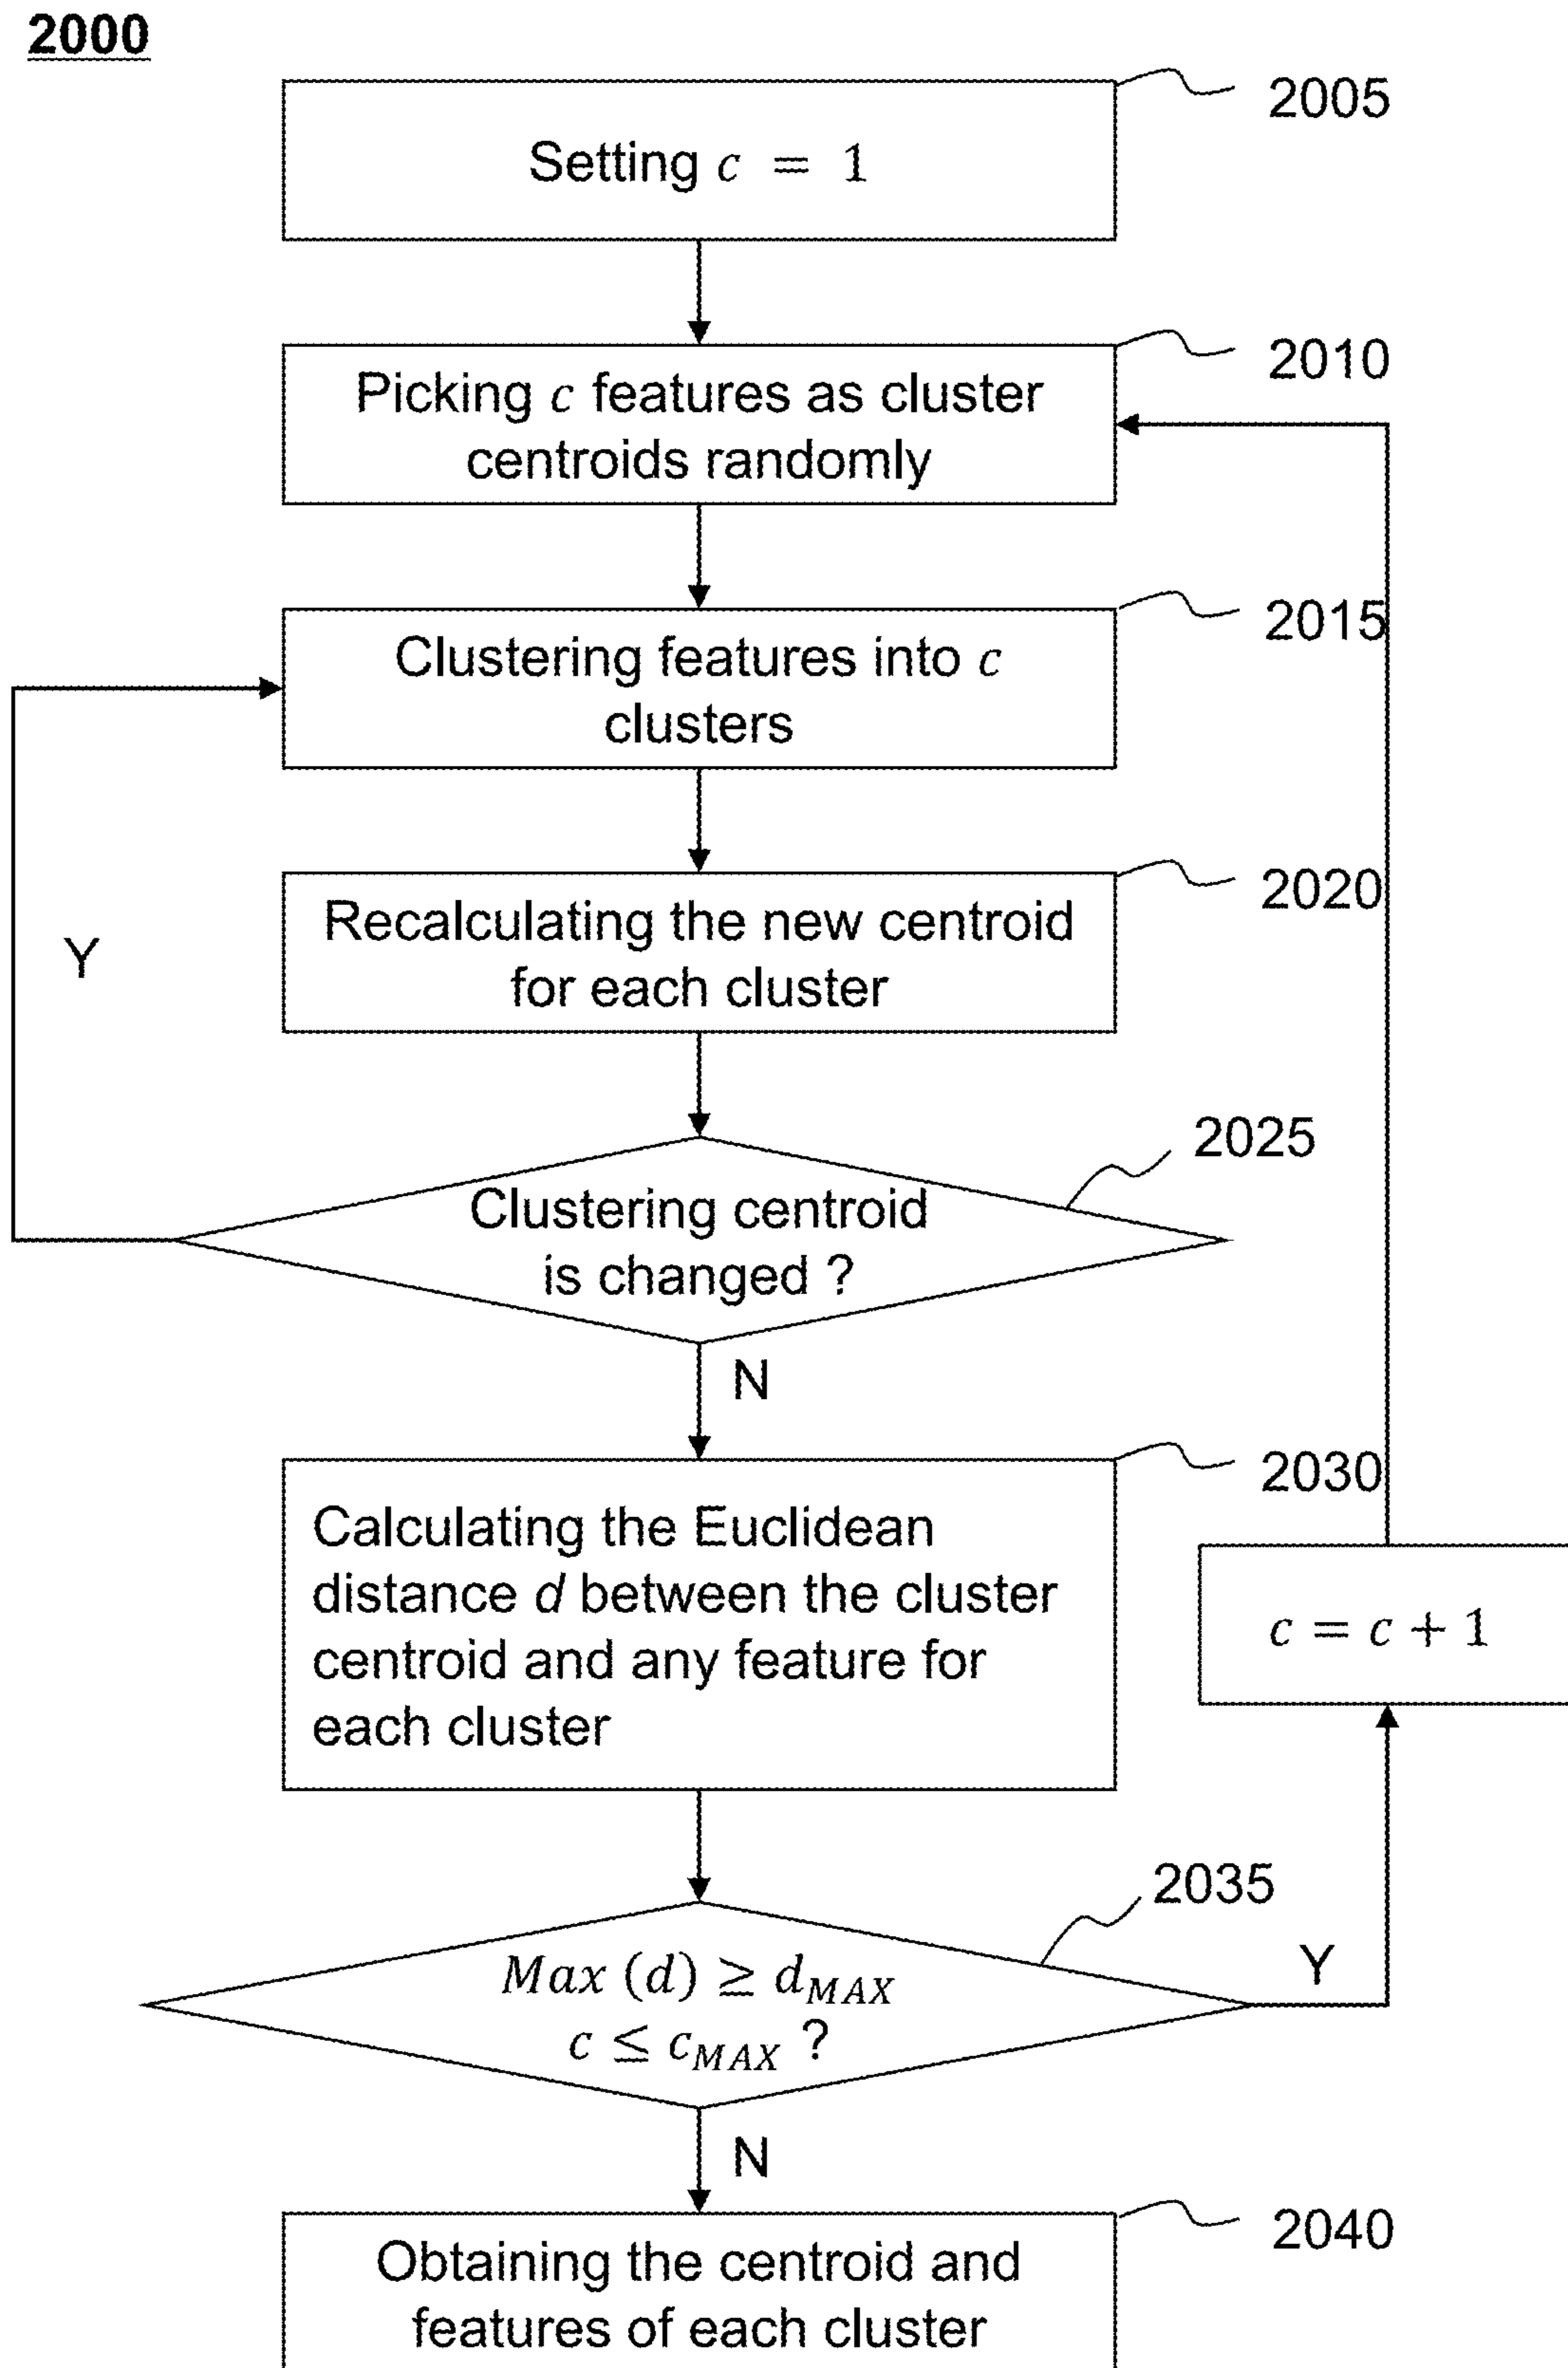 2000
2005
Setting c = 1
2010
Picking c features as cluster
centroids randomly
2015
Clustering features into c
clusters
2020
Recalculating the new centroid
for each cluster
Y
2025
Clustering centroid
is changed ?
N
2030
Calculating the Euclidean
distance d between the cluster
centroid and any feature for
each cluster
c = c + 1
2035
Max (d) ≥ d_MAX
c ≤ c_MAX ?
Y
N
2040
Obtaining the centroid and
features of each cluster